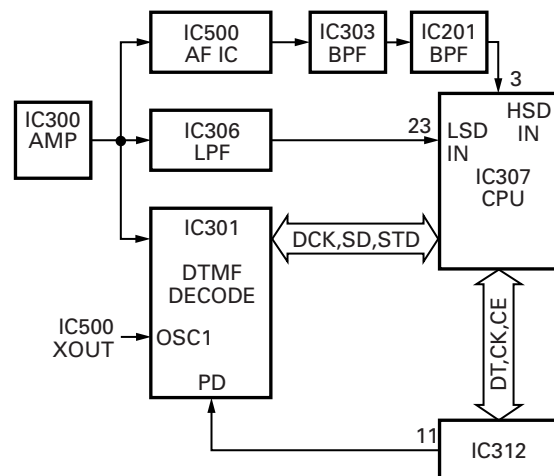 IC500
AF IC
IC303
BPF
IC201
BPF
3
IC300
AMP
IC306
LPF
23
LSD
IN
HSD
IN
IC307
CPU
IC301
DTMF
DECODE
DCK,SD,STD
IC500
XOUT
OSC1
PD
DT,CK,CE
11
IC312